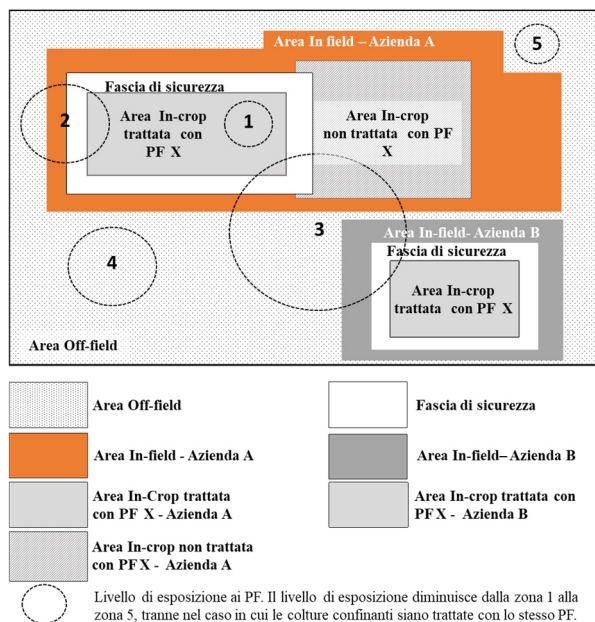 Area In field – Azienda A
5
Fascia di sicurezza
2
Area In-crop
trattata con
PF X
1
Area In-crop
non trattata con PF
X
3
Area In-field- Azienda B
Fascia di sicurezza
4
Area In-crop
trattata con PF X
Area Off-field
Area Off-field
Fascia di sicurezza
Area In-field - Azienda A
Area In-field– Azienda B
Area In-Crop trattata
con PF X - Azienda A
Area In-crop trattata con
PF X - Azienda B
Area In-crop non trattata
con PF X - Azienda A
Livello di esposizione ai PF. Il livello di esposizione diminuisce dalla zona 1 alla
zona 5, tranne nel caso in cui le colture confinanti siano trattate con lo stesso PF.